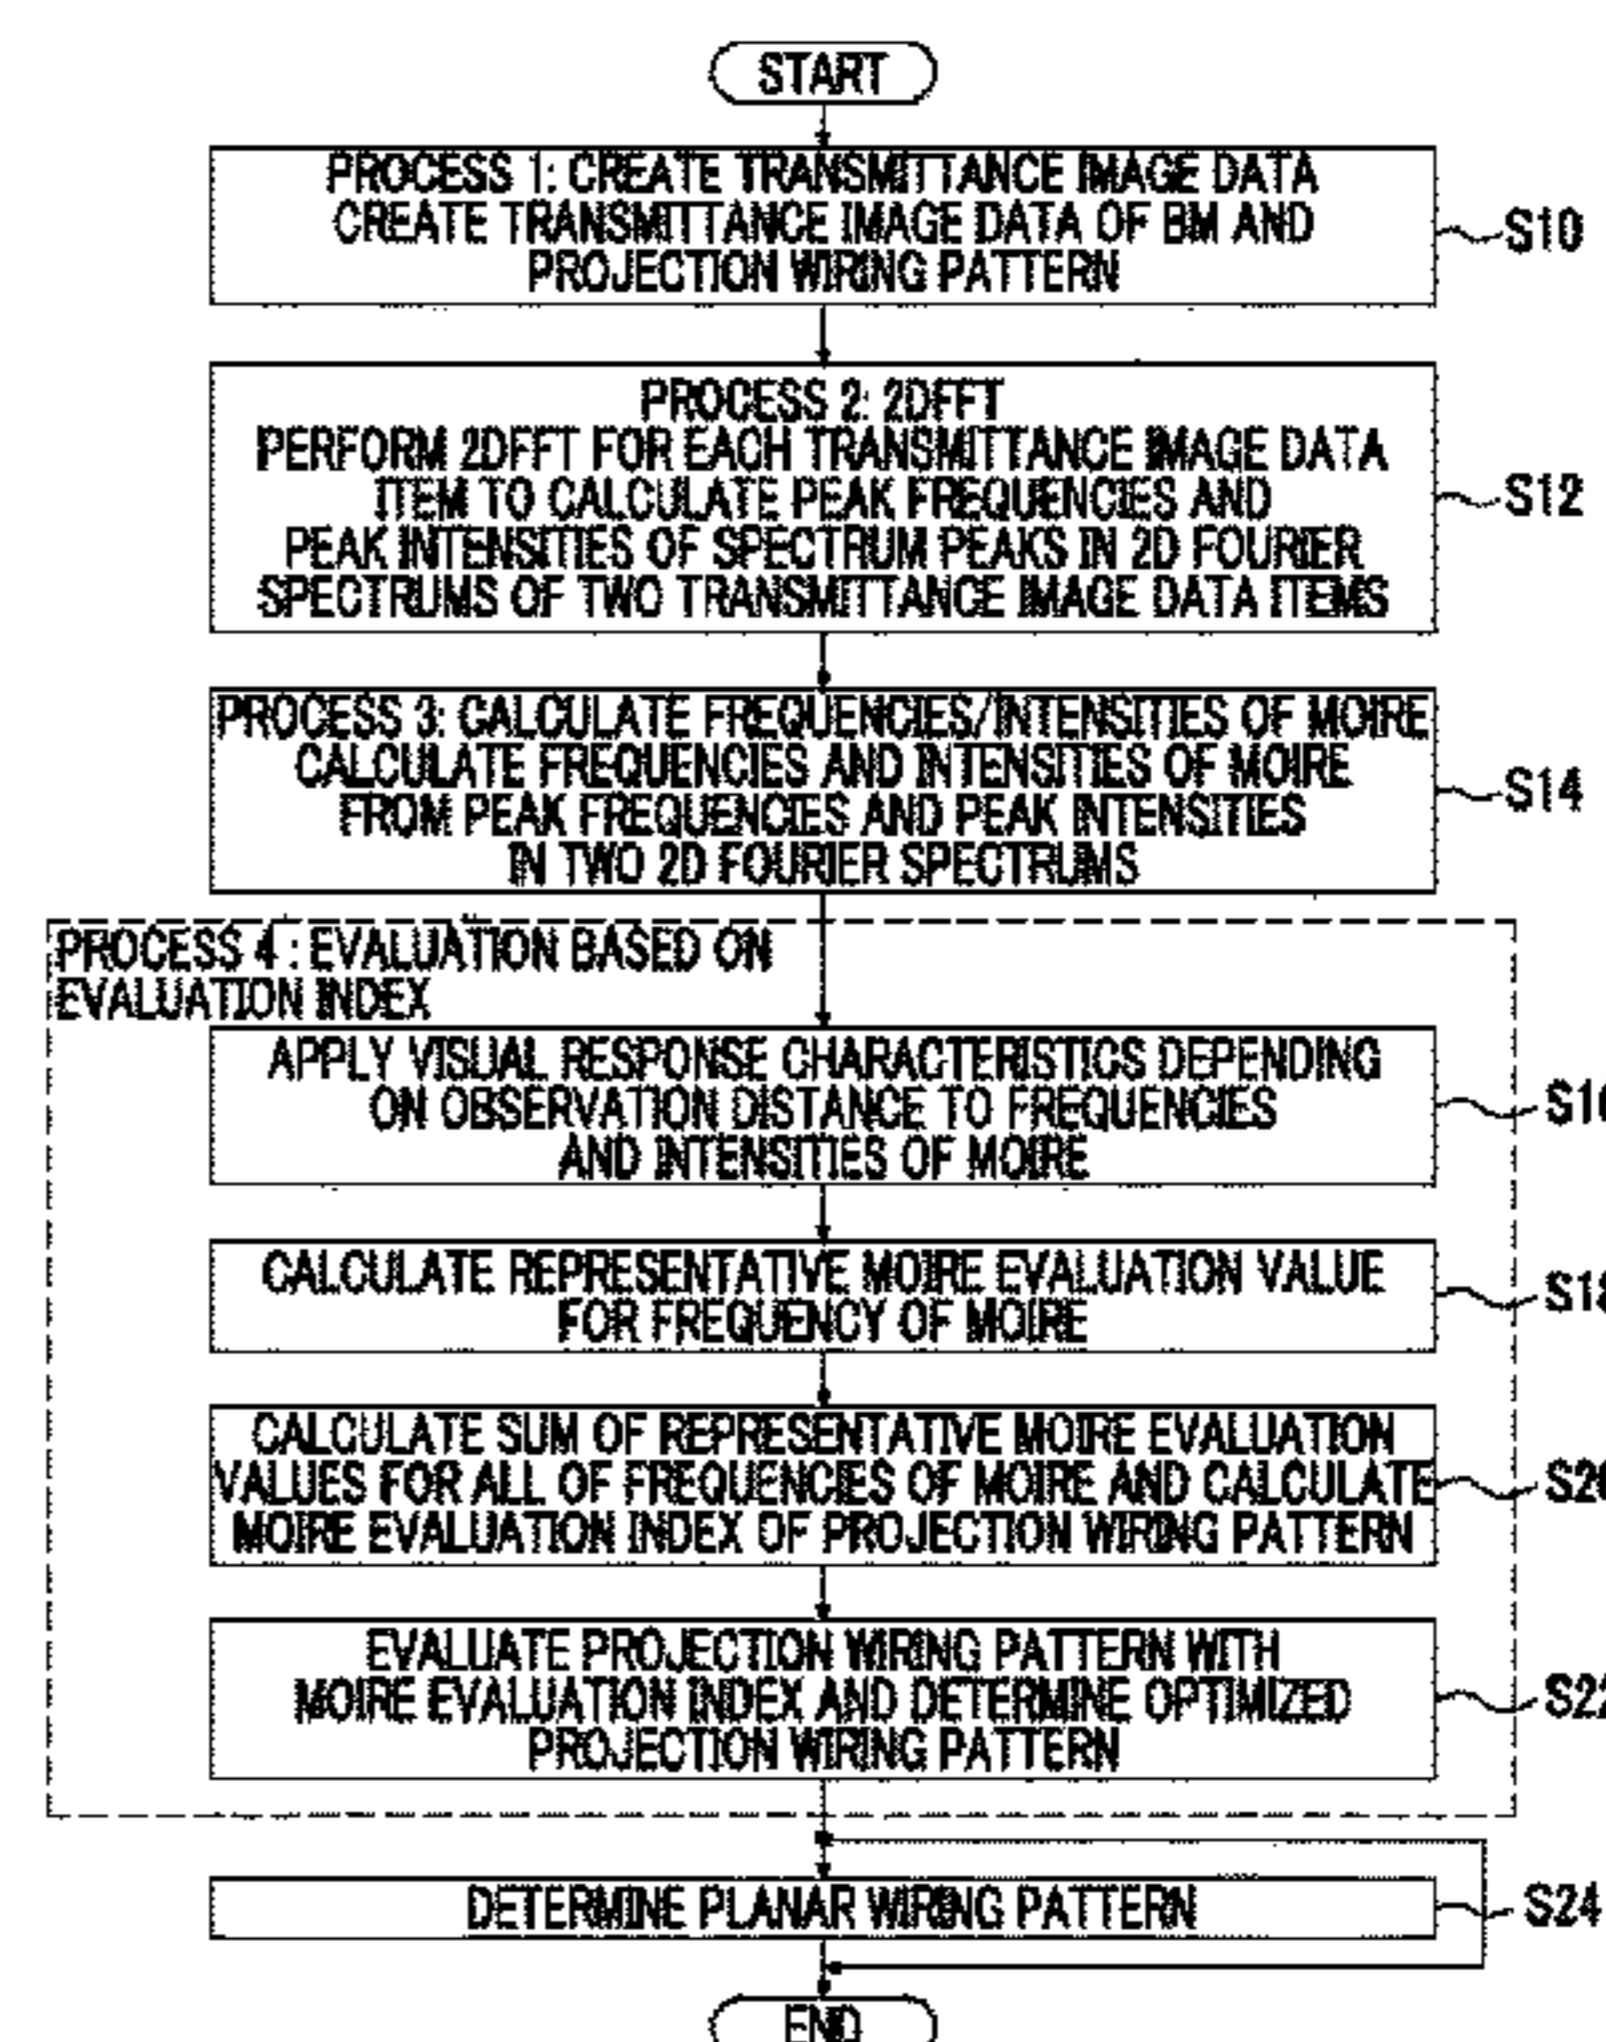 START
PROCESS 1: CREATE TRANSMITTANCE IMAGE DATA
CREATE TRANSMITTANCE IMAGE DATA OF BM AND
PROJECTION WIRING PATTERN
S10
PROCESS 2: 2DFFT
PERFORM 2DFFT FOR EACH TRANSMITTANCE IMAGE DATA
ITEM TO CALCULATE PEAK FREQUENCIES AND
PEAK INTENSITIES OF SPECTRUM PEAKS IN 2D FOURIER
SPECTRUMS OF TWO TRANSMITTANCE IMAGE DATA ITEMS
S12
PROCESS 3: CALCULATE FREQUENCIES/INTENSITIES OF MOIRE
CALCULATE FREQUENCIES AND INTENSITIES OF MOIRE
FROM PEAK FREQUENCIES AND PEAK INTENSITIES
IN TWO 2D FOURIER SPECTRUMS
S14
PROCESS 4 : EVALUATION BASED ON
EVALUATION INDEX
APPLY VISUAL RESPONSE CHARACTERISTICS DEPENDING
ON OBSERVATION DISTANCE TO FREQUENCIES
AND INTENSITIES OF MOIRE
S16
CALCULATE REPRESENTATIVE MOIRE EVALUATION VALUE
FOR FREQUENCY OF MOIRE
S18
CALCULATE SUM OF REPRESENTATIVE MOIRE EVALUATION
VALUES FOR ALL OF FREQUENCIES OF MOIRE AND CALCULATE
MOIRE EVALUATION INDEX OF PROJECTION WIRING PATTERN
S20
EVALUATE PROJECTION WIRING PATTERN WITH
MOIRE EVALUATION INDEX AND DETERMINE OPTIMIZED
PROJECTION WIRING PATTERN
S22
DETERMINE PLANAR WIRING PATTERN
S24
END